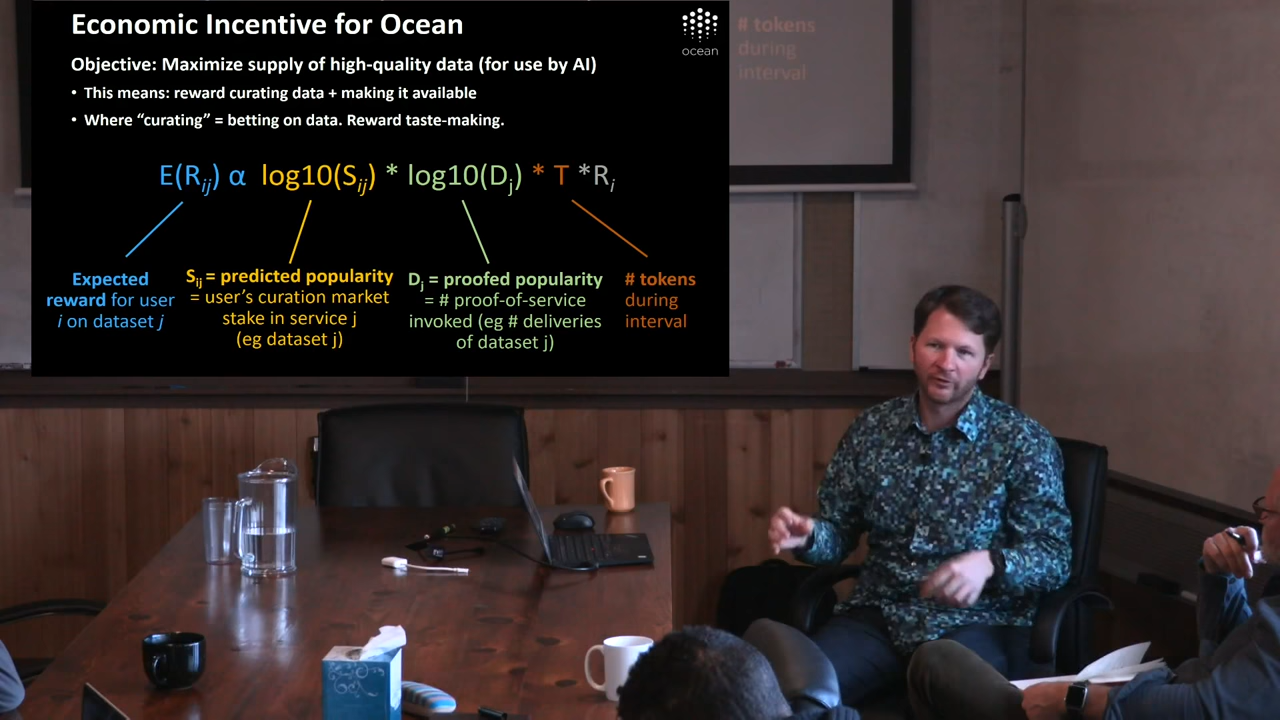 Economic Incentive for Ocean
ocean
Objective: Maximize supply of high-quality data (for use by AI)
• This means: reward curating data + making it available
• Where “curating” = betting on data. Reward taste-making.
E(Rij) α log10(Sij) * log10(Dj) * T *Ri
Expected
reward for user
i on dataset j
Sij = predicted popularity
= user’s curation market
stake in service j
(eg dataset j)
Dj = proofed popularity
= # proof-of-service
invoked (eg # deliveries
of dataset j)
# tokens
during
interval
# tokens
during
interval